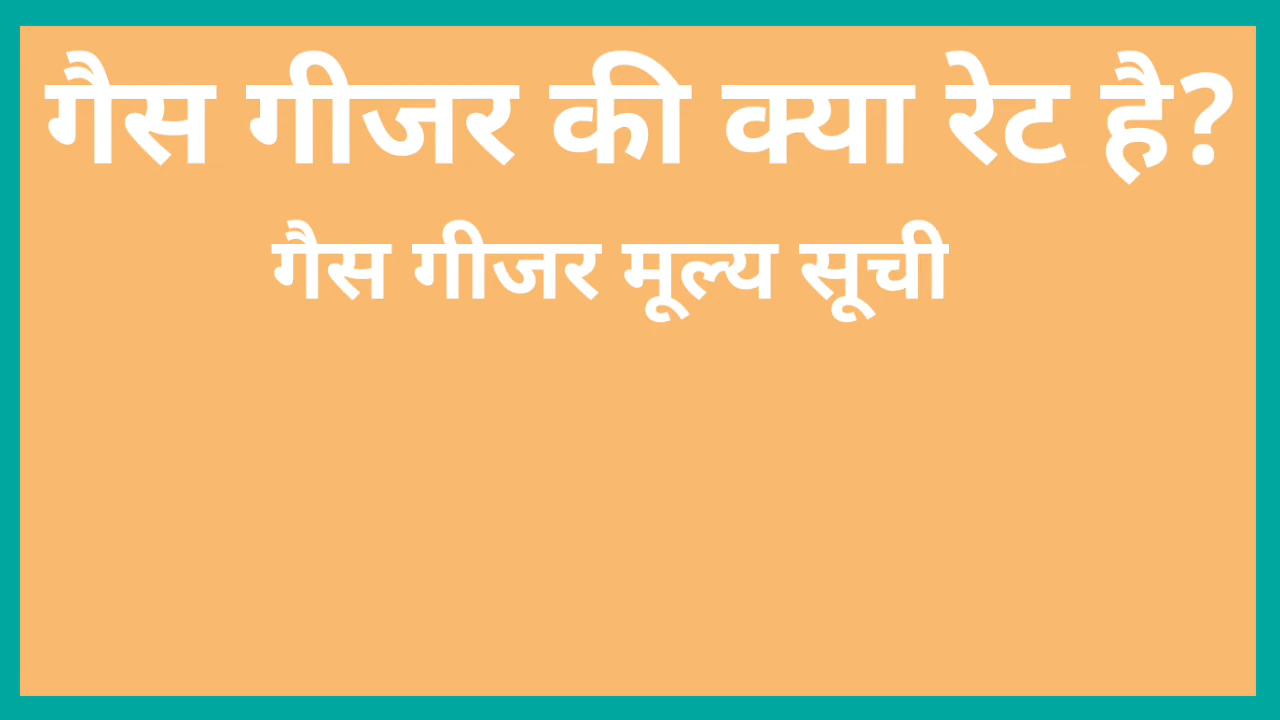 गैस गीजर की क्या रेट है?
गैस गीजर मूल्य सूची